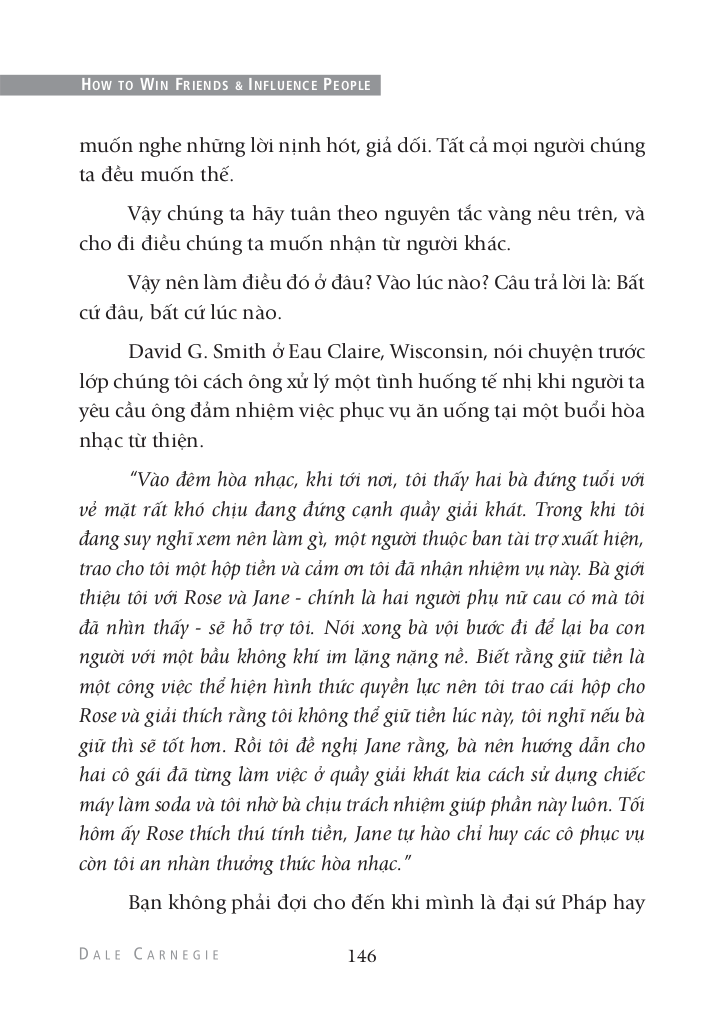 HOW TO WIN FRIENDS & INFLUENCE PEOPLE
muốn nghe những lời nịnh hót, giả dối. Tất cả mọi người chúng
ta đều muốn thế.
Vậy chúng ta hãy tuân theo nguyên tắc vàng nêu trên, và
cho đi điều chúng ta muốn nhận từ người khác.
Vậy nên làm điều đó ở đâu? Vào lúc nào? Câu trả lời là: Bất
cứ đâu, bất cứ lúc nào.
David G. Smith ở Eau Claire, Wisconsin, nói chuyện trước
lớp chúng tôi cách ông xử lý một tình huống tế nhị khi người ta
yêu cầu ông đảm nhiệm việc phục vụ ăn uống tại một buổi hòa
nhạc từ thiện.
“Vào đêm hòa nhạc, khi tới nơi, tôi thấy hai bà đứng tuổi với
vẻ mặt rất khó chịu đang đứng cạnh quầy giải khát. Trong khi tôi
đang suy nghĩ xem nên làm gì, một người thuộc ban tài trợ xuất hiện,
trao cho tôi một hộp tiền và cảm ơn tôi đã nhận nhiệm vụ này. Bà giới
thiệu tôi với Rose và Jane - chính là hai người phụ nữ cau có mà tôi
đã nhìn thấy - sẽ hỗ trợ tôi. Nói xong bà vội bước đi để lại ba con
người với một bầu không khí im lặng nặng nề. Biết rằng giữ tiền là
một công việc thể hiện hình thức quyền lực nên tôi trao cái hộp cho
Rose và giải thích rằng tôi không thể giữ tiền lúc này, tôi nghĩ nếu bà
giữ thì sẽ tốt hơn. Rồi tôi đề nghị Jane rằng, bà nên hướng dẫn cho
hai cô gái đã từng làm việc ở quầy giải khát kia cách sử dụng chiếc
máy làm soda và tôi nhờ bà chịu trách nhiệm giúp phần này luôn. Tối
hôm ấy Rose thích thú tính tiền, Jane tự hào chỉ huy các cô phục vụ
còn tôi an nhàn thưởng thức hòa nhạc.”
Bạn không phải đợi cho đến khi mình là đại sứ Pháp hay
DALE CARNEGIE
146